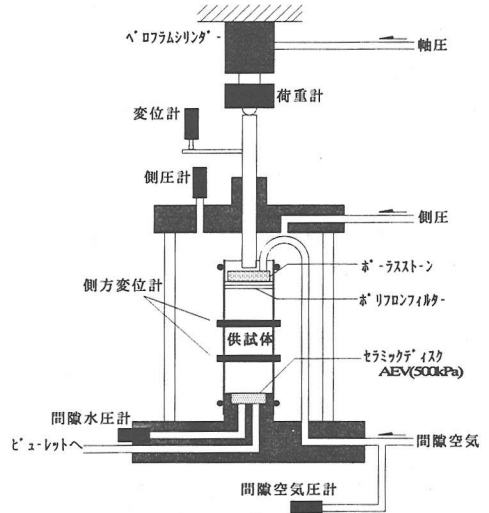 ﾍﾞﾛﾌﾗﾑｼﾘﾝﾀﾞｰ
軸圧
荷重計
変位計
側圧計
側圧
ﾎﾟｰﾗｽｽﾄｰﾝ
側方変位計
ﾎﾟﾘﾌﾛﾝﾌｨﾙﾀｰ
供試体
ｾﾗﾐｯｸﾃﾞｨｽｸ
AEV(500kPa)
間隙水圧計
ﾋﾞｭｰﾚｯﾄへ
間隙空気
間隙空気圧計